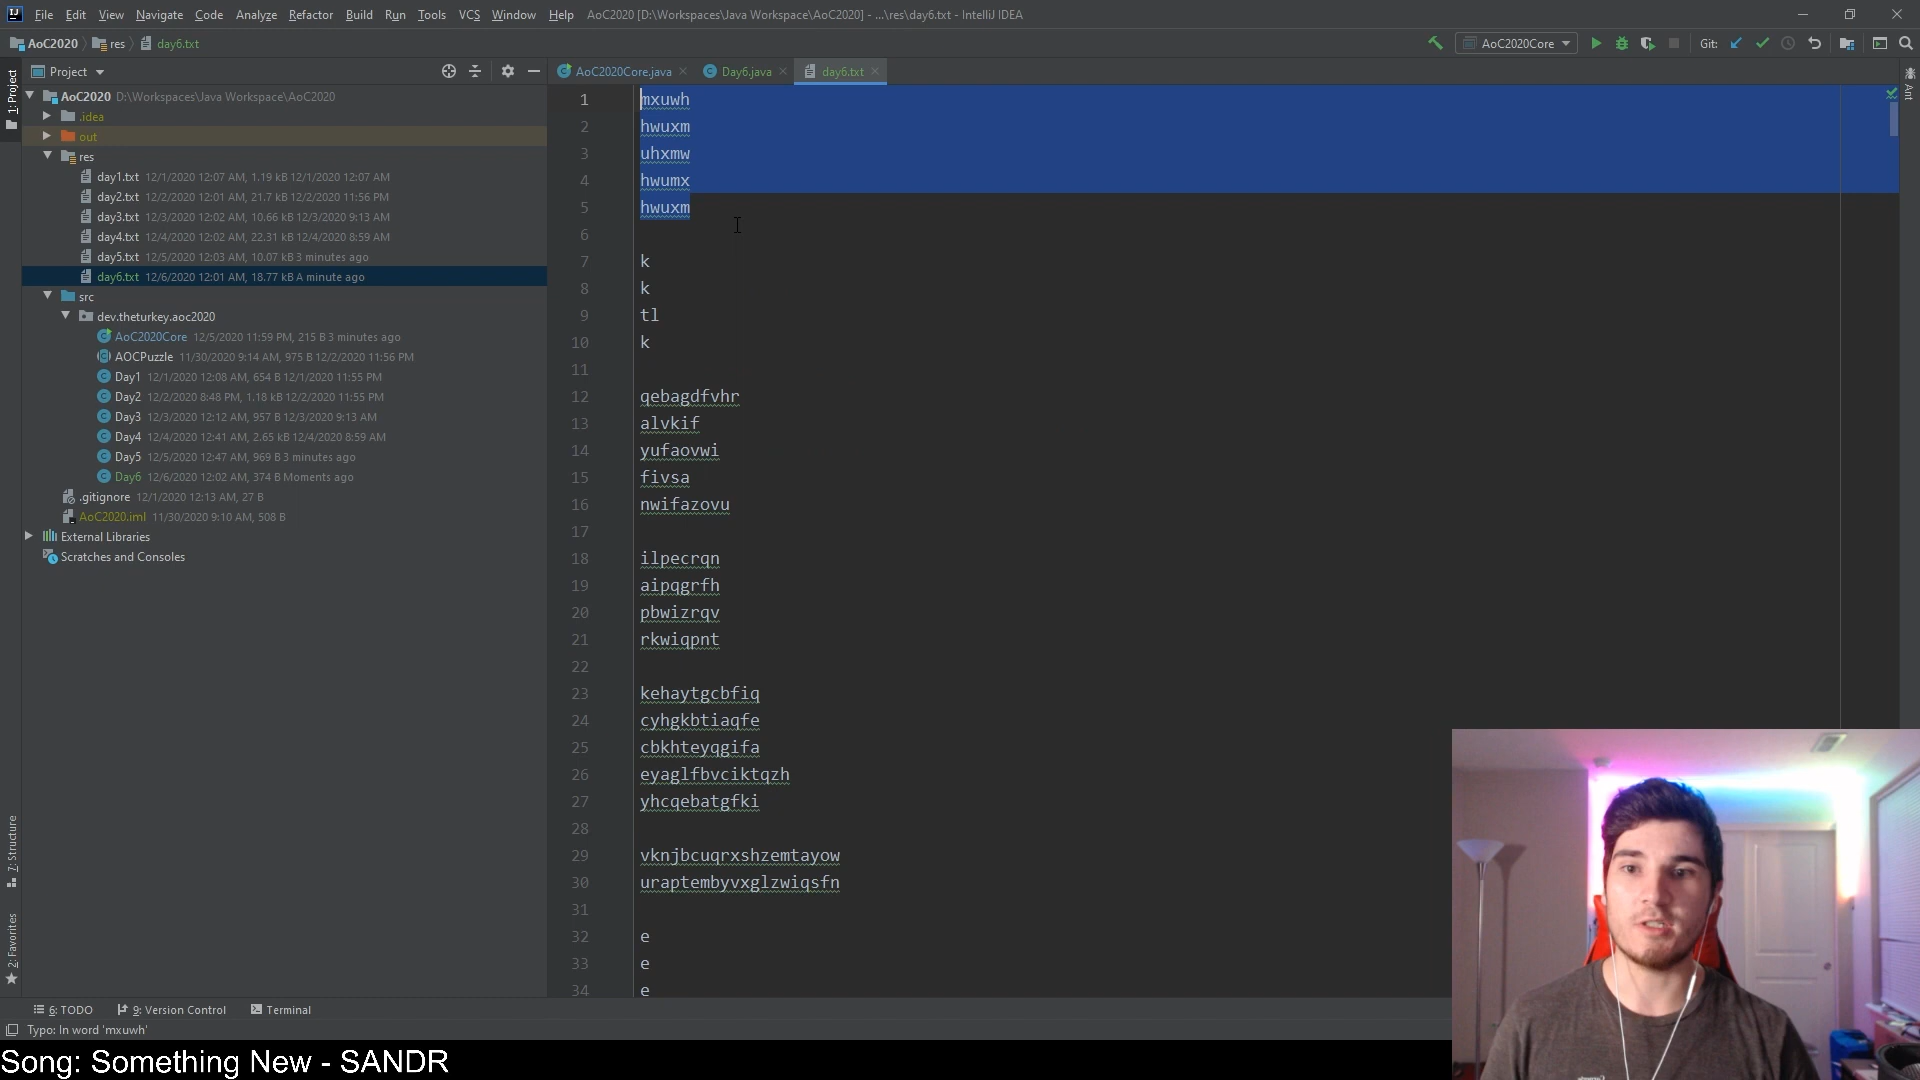 File Edit View Navigate Code Analyze Refactor Build Run Tools VCS Window Help AoC2020 [D:\Workspaces\Java Workspace\AoC2020] - ...\res\day6.txt - IntelliJ IDEA
AoC2020 res day6.txt AoC2020Core Git:
Project
AoC2020Core.java Day6.java day6.txt
1: Project
Ant
AoC2020 D:\Workspaces\Java Workspace\AoC2020
.idea
out
res
day1.txt 12/1/2020 12:07 AM, 1.19 kB 12/1/2020 12:07 AM
day2.txt 12/2/2020 12:01 AM, 21.7 kB 12/2/2020 11:56 PM
day3.txt 12/3/2020 12:02 AM, 10.66 kB 12/3/2020 9:13 AM
day4.txt 12/4/2020 12:02 AM, 22.31 kB 12/4/2020 8:59 AM
day5.txt 12/5/2020 12:03 AM, 10.07 kB 3 minutes ago
day6.txt 12/6/2020 12:01 AM, 18.77 kB A minute ago
src
dev.theturkey.aoc2020
AoC2020Core 12/5/2020 11:59 PM, 215 B 3 minutes ago
AOCPuzzle 11/30/2020 9:14 AM, 975 B 12/2/2020 11:56 PM
Day1 12/1/2020 12:08 AM, 654 B 12/1/2020 11:55 PM
Day2 12/2/2020 8:48 PM, 1.18 kB 12/2/2020 11:55 PM
Day3 12/3/2020 12:12 AM, 957 B 12/3/2020 9:13 AM
Day4 12/4/2020 12:41 AM, 2.65 kB 12/4/2020 8:59 AM
Day5 12/5/2020 12:47 AM, 969 B 3 minutes ago
Day6 12/6/2020 12:02 AM, 374 B Moments ago
.gitignore 12/1/2020 12:13 AM, 27 B
AoC2020.iml 11/30/2020 9:10 AM, 508 B
External Libraries
Scratches and Consoles
1 mxuwh
2 hwuxm
3 uhxmw
4 hwumx
5 hwuxm
6
7 k
8 k
9 tl
10 k
11
12 qebagdfvhr
13 alvkif
14 yufaovwi
15 fivsa
16 nwifazovu
17
18 ilpecrqn
19 aipqgrfh
20 pbwizrqv
21 rkwiqpnt
22
23 kehaytgcbfiq
24 cyhgkbtiaqfe
25 cbkhteyqgifa
26 eyaglfbvciktqzh
27 yhcqebatgfki
28
29 vknjbcuqrxshzemtayow
30 uraptembyvxglzwiqsfn
31
32 e
33 e
34 e
7: Structure
2: Favorites
6: TODO 9: Version Control Terminal
Typo: In word 'mxuwh'
Song: Something New - SANDR